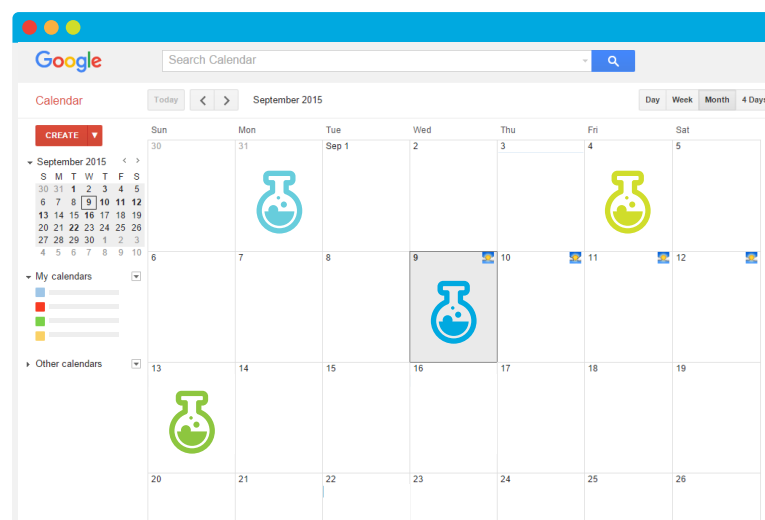 Google
Search Calendar
Calendar
Today
September 2015
Day Week Month 4 Days
CREATE
September 2015
S M T W T F S
30 31 1 2 3 4 5
6 7 8 9 10 11 12
13 14 15 16 17 18 19
20 21 22 23 24 25 26
27 28 29 30 1 2 3
4 5 6 7 8 9 10
My calendars
Other calendars
Sun Mon Tue Wed Thu Fri Sat
30 31 Sep 1 2 3 4 5
6 7 8 9 10 11 12
13 14 15 16 17 18 19
20 21 22 23 24 25 26